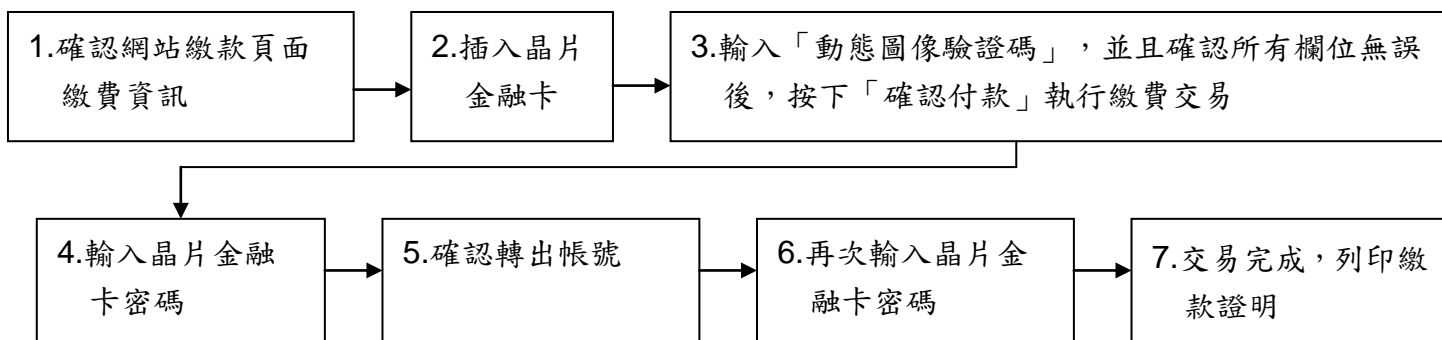 1.確認網站繳款頁面
繳費資訊
2.插入晶片
金融卡
3.輸入「動態圖像驗證碼」，並且確認所有欄位無誤
後，按下「確認付款」執行繳費交易
4.輸入晶片金融
卡密碼
5.確認轉出帳號
6.再次輸入晶片金
融卡密碼
7.交易完成，列印繳
款證明